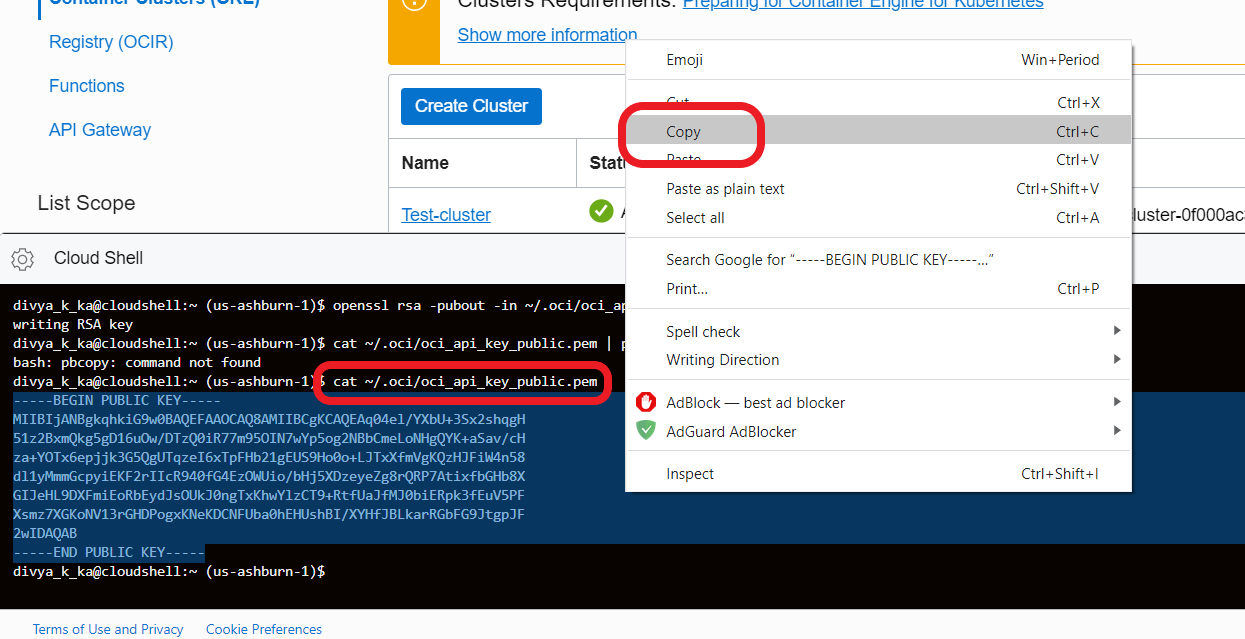 Container Clusters (OKE)
Registry (OCIR)
Functions
API Gateway
List Scope
Clusters Requirements: Preparing for Container Engine for Kubernetes
Show more information
Create Cluster
Name
Test-cluster
luster-0f000ac
Emoji Win+Period
Cut Ctrl+X
Copy Ctrl+C
Paste Ctrl+V
Paste as plain text Ctrl+Shift+V
Select all Ctrl+A
Search Google for “-----BEGIN PUBLIC KEY-----...”
Print... Ctrl+P
Spell check
Writing Direction
AdBlock — best ad blocker
AdGuard AdBlocker
Inspect Ctrl+Shift+I
Cloud Shell
divya_k_ka@cloudshell:~ (us-ashburn-1)$ openssl rsa -pubout -in ~/.oci/oci_ap
writing RSA key
divya_k_ka@cloudshell:~ (us-ashburn-1)$ cat ~/.oci/oci_api_key_public.pem | p
bash: pbcopy: command not found
divya_k_ka@cloudshell:~ (us-ashburn-1)$ cat ~/.oci/oci_api_key_public.pem
-----BEGIN PUBLIC KEY-----
MIIBIjANBgkqhkiG9w0BAQEFAAOCAQ8AMIIBCgKCAQEAq04el/YXbU+3Sx2shqgH
51z2BxmQkg5gD16uOw/DTzQ0iR77m95OIN7wYp5og2NBbCmeLoNHgQYK+aSav/cH
za+YOTx6epjjk3G5QgUTqzeI6xTpFHb21gEUS9Ho0o+LJTxXfmVgKQzHJFiW4n58
dl1yMmmGcpyiEKF2rIIcR940fG4EzOWUio/bHj5XDzeyeZg8rQRP7AtixfbGHb8X
GIJeHL9DXFmiEoRbEydJsOUkJ0ngTxKhwYlzCT9+RtfUaJfMJ0biERpk3fEuV5PF
Xsmz7XGKoNV13rGHDPogxKNeKDCNFUba0hEHUshBI/XYHfJBLkarRGbFG9JtgpJF
2wIDAQAB
-----END PUBLIC KEY-----
divya_k_ka@cloudshell:~ (us-ashburn-1)$
Terms of Use and Privacy Cookie Preferences